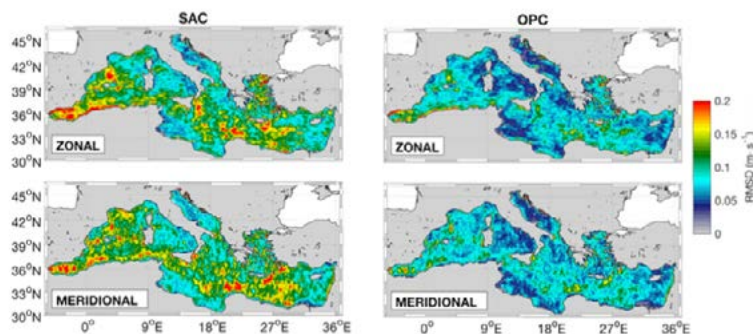 SAC
OPC
45°N
42°N
39°N
36°N
33°N
30°N
ZONAL
ZONAL
0.2
0.15
0.1
0.05
0
RMSD (m s⁻¹)
45°N
42°N
39°N
36°N
33°N
30°N
MERIDIONAL
MERIDIONAL
0° 9°E 18°E 27°E 36°E
0° 9°E 18°E 27°E 36°E